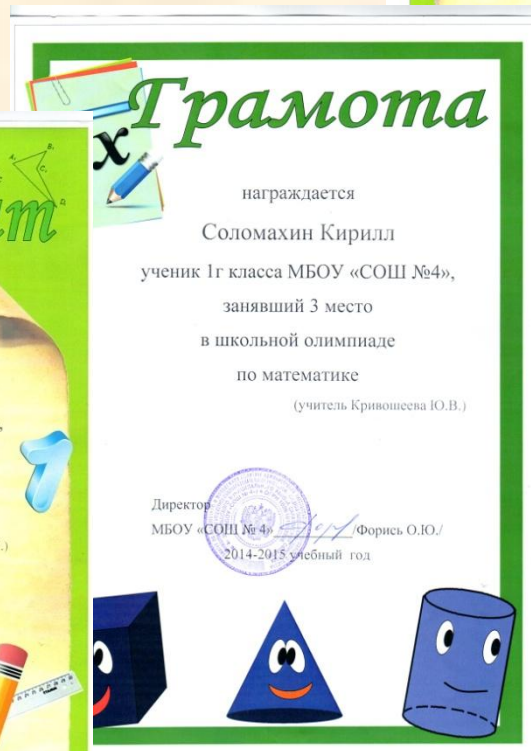 Грамота
награждается
Соломахин Кирилл
ученик 1г класса МБОУ «СОШ №4»,
занявший 3 место
в школьной олимпиаде
по математике
(учитель Кривошеева Ю.В.)
Директор
МБОУ «СОШ № 4» /Форись О.Ю./
2014-2015 учебный год